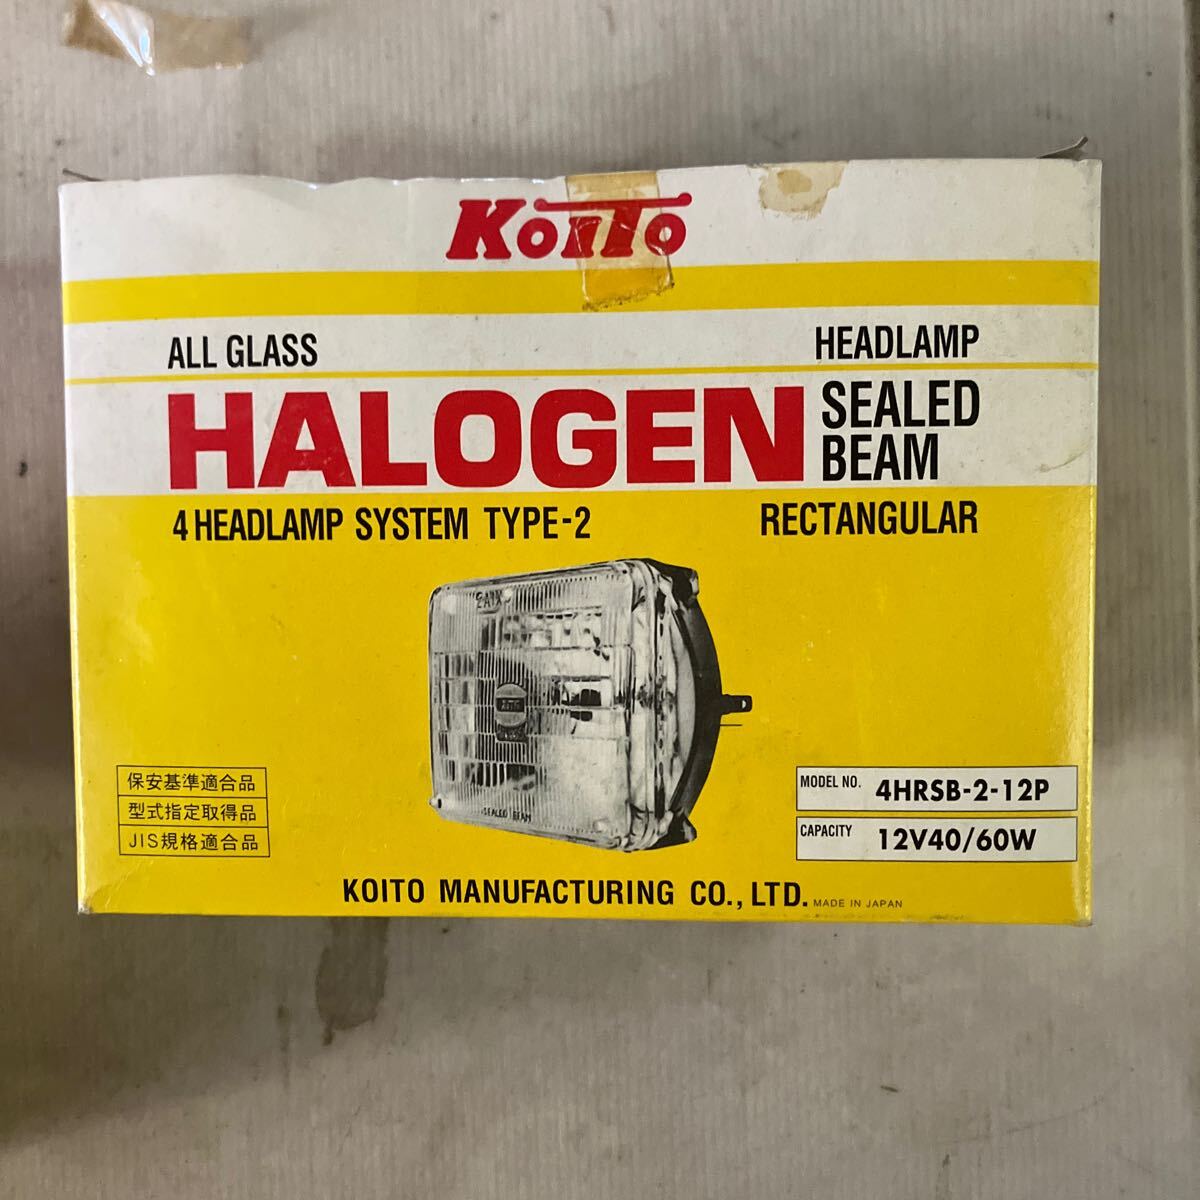 KOITO
ALL GLASS
HEADLAMP
HALOGEN
SEALED
BEAM
4 HEADLAMP SYSTEM TYPE-2
RECTANGULAR
SEALED BEAM
保安基準適合品
型式指定取得品
JIS規格適合品
MODEL NO. 4HRSB-2-12P
CAPACITY 12V40/60W
KOITO MANUFACTURING CO., LTD. MADE IN JAPAN